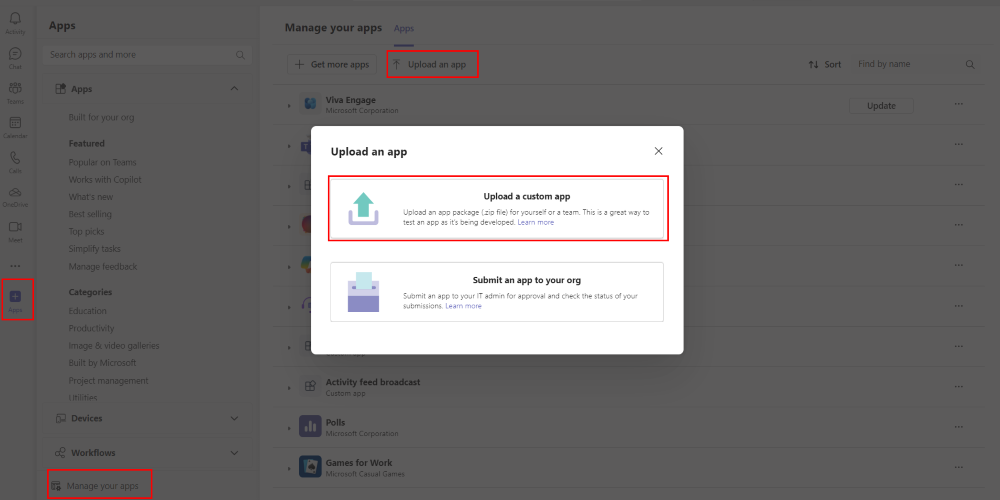 Activity
Chat
Teams
Calendar
Calls
OneDrive
Meet
Apps
Apps
Search apps and more
Apps
Built for your org
Featured
Popular on Teams
Works with Copilot
What's new
Best selling
Top picks
Simplify tasks
Manage feedback
Categories
Education
Productivity
Image & video galleries
Built by Microsoft
Project management
Utilities
Devices
Workflows
Manage your apps
Manage your apps Apps
Get more apps Upload an app Sort Find by name
Viva Engage
Microsoft Corporation
Update
Upload an app
Upload a custom app
Upload an app package (.zip file) for yourself or a team. This is a great way to
test an app as it's being developed. Learn more
Submit an app to your org
Submit an app to your IT admin for approval and check the status of your
submissions. Learn more
Activity feed broadcast
Custom app
Polls
Microsoft Corporation
Games for Work
Microsoft Casual Games